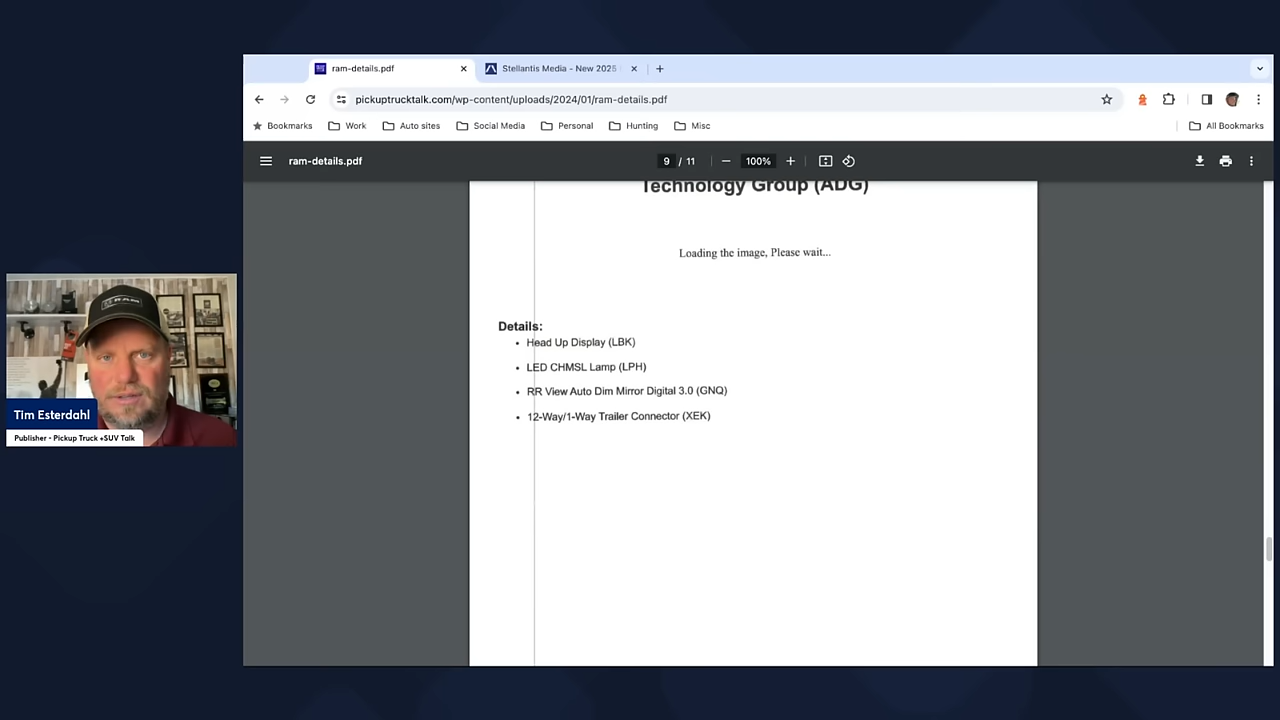 ram-details.pdf
Stellantis Media - New 2025
pickuptrucktalk.com/wp-content/uploads/2024/01/ram-details.pdf
Bookmarks Work Auto sites Social Media Personal Hunting Misc All Bookmarks
ram-details.pdf 9 / 11 100%
Technology Group (ADG)
Loading the image, Please wait...
Details:
• Head Up Display (LBK)
• LED CHMSL Lamp (LPH)
• RR View Auto Dim Mirror Digital 3.0 (GNQ)
• 12-Way/1-Way Trailer Connector (XEK)
RAM
Tim Esterdahl
Publisher - Pickup Truck +SUV Talk